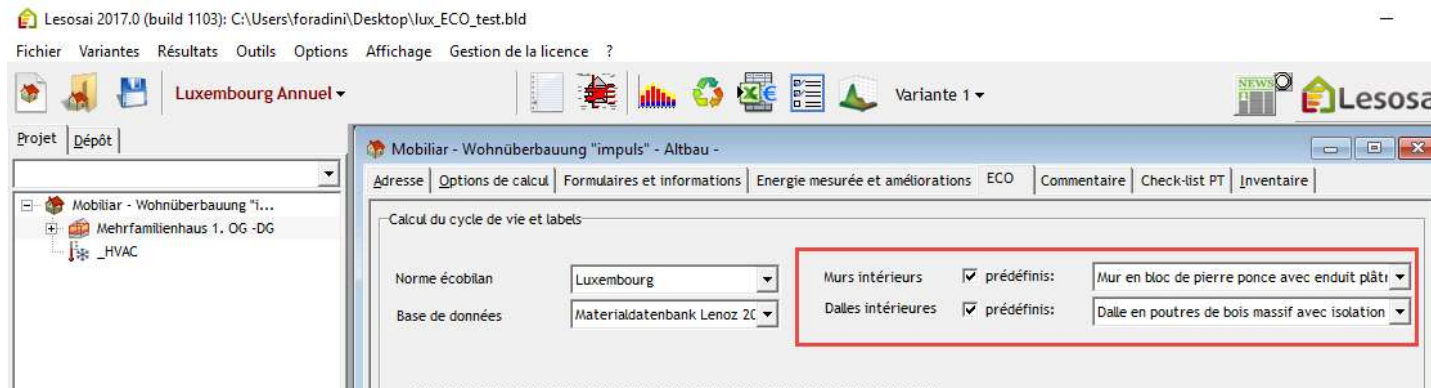 Lesosai 2017.0 (build 1103): C:\Users\foradini\Desktop\lux_ECO_test.bld
Fichier Variantes Résultats Outils Options Affichage Gestion de la licence ?
Luxembourg Annuel
Variante 1
NEWS
Lesosa
Projet Dépôt
Mobiliar - Wohnüberbauung "i...
Mehrfamilienhaus 1. OG -DG
_HVAC
Mobiliar - Wohnüberbauung "impuls" - Altbau -
Adresse Options de calcul Formulaires et informations Energie mesurée et améliorations ECO Commentaire Check-list PT Inventaire
Calcul du cycle de vie et labels
Norme écobilan Luxembourg Murs intérieurs prédéfinis: Mur en bloc de pierre ponce avec enduit plâtr
Base de données Materialdatenbank Lenoz 20 Dalles intérieures prédéfinis: Dalle en poutres de bois massif avec isolation